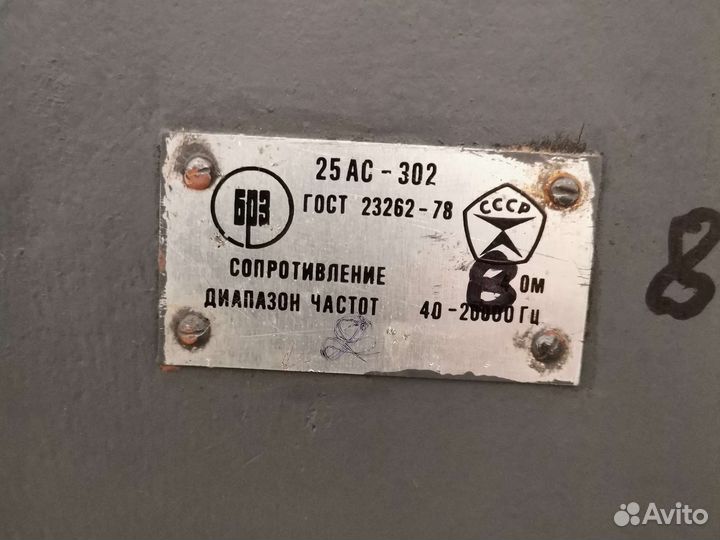 25АС-302
БРЗ
ГОСТ 23262-78
СССР
СОПРОТИВЛЕНИЕ 8 ОМ
ДИАПАЗОН ЧАСТОТ 40-20000 Гц
8
Avito